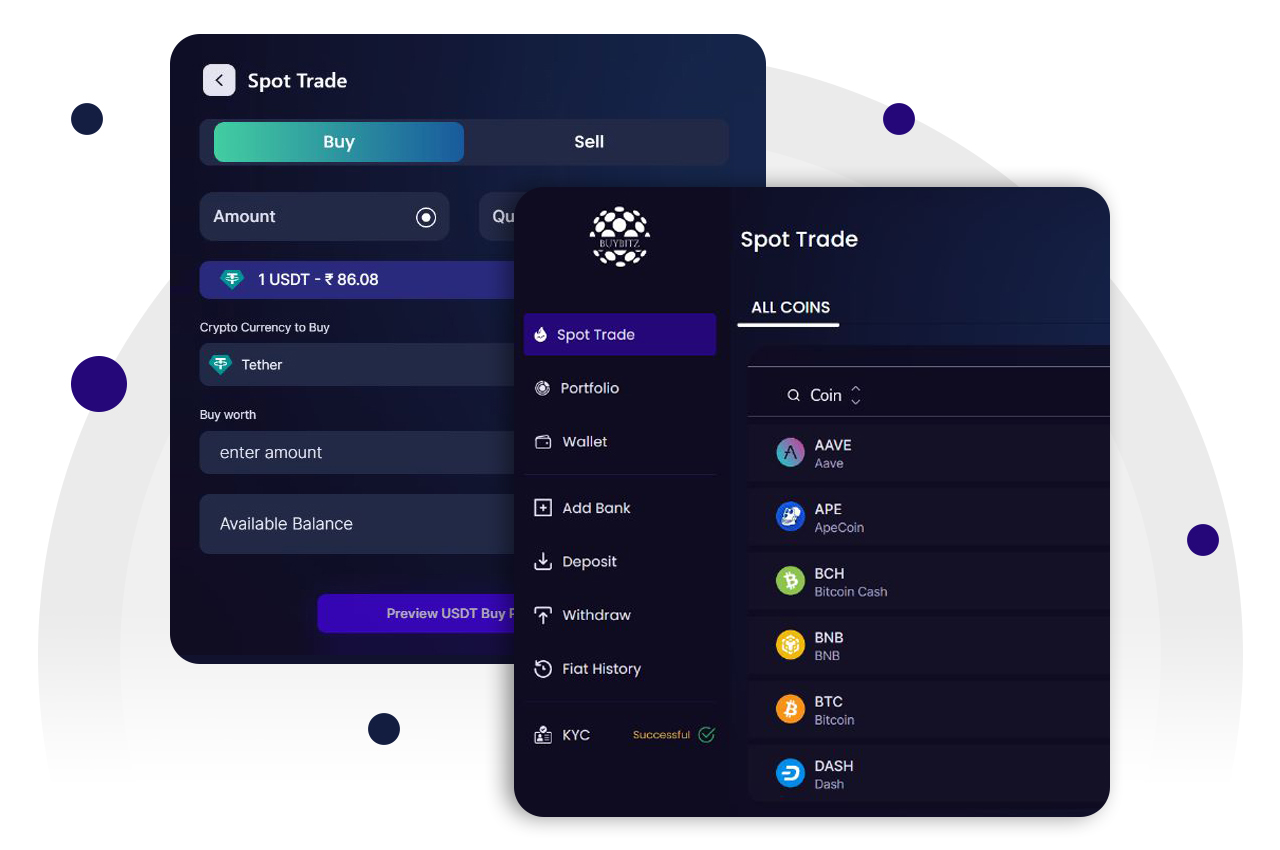 Spot Trade
Buy
Sell
Amount
1 USDT - ₹ 86.08
Crypto Currency to Buy
Tether
Buy worth
enter amount
Available Balance
Preview USDT Buy
BUYBITZ
Spot Trade
Portfolio
Wallet
Add Bank
Deposit
Withdraw
Fiat History
KYC
Successful
Spot Trade
ALL COINS
Coin
AAVE
Aave
APE
ApeCoin
BCH
Bitcoin Cash
BNB
BNB
BTC
Bitcoin
DASH
Dash